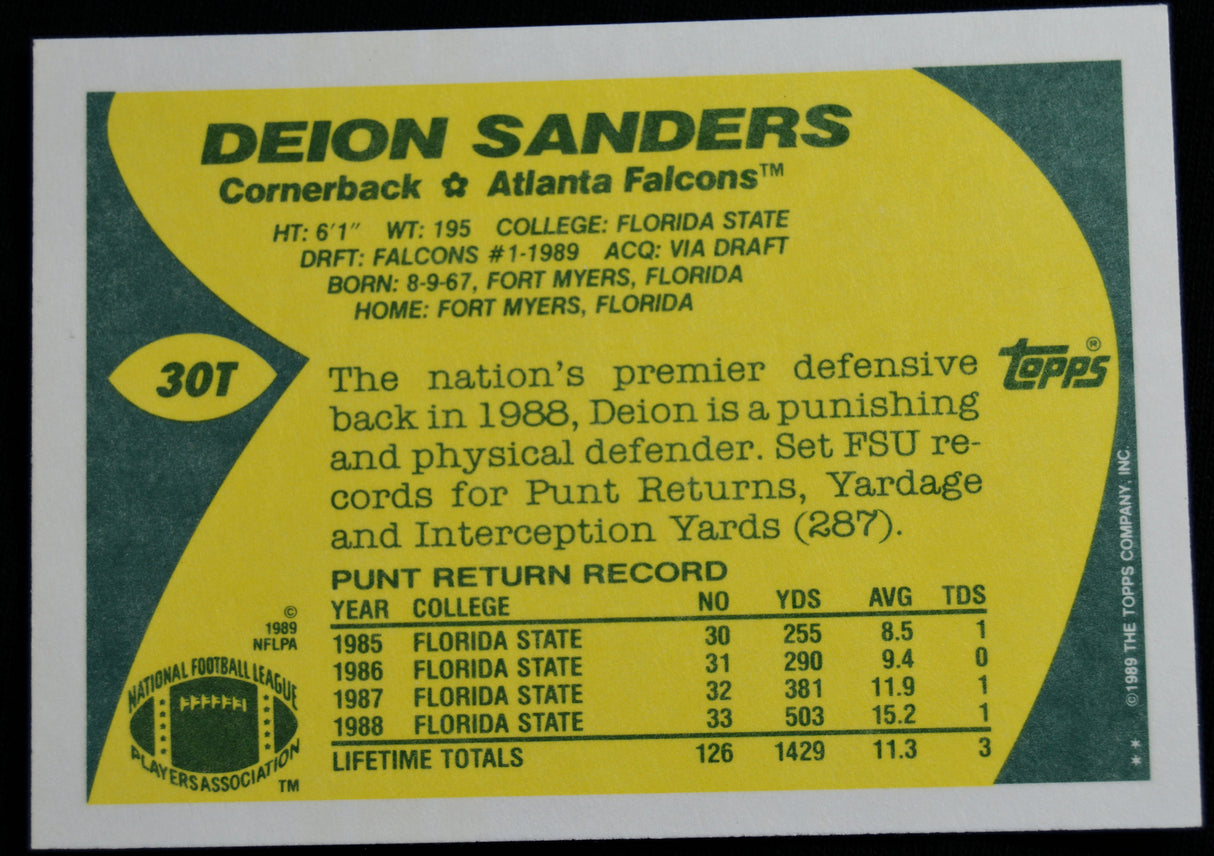 DEION SANDERS
Cornerback ✿ Atlanta Falcons™
HT: 6'1" WT: 195 COLLEGE: FLORIDA STATE
DRFT: FALCONS #1-1989 ACQ: VIA DRAFT
BORN: 8-9-67, FORT MYERS, FLORIDA
HOME: FORT MYERS, FLORIDA
30T
topps®
The nation's premier defensive
back in 1988, Deion is a punishing
and physical defender. Set FSU re-
cords for Punt Returns, Yardage
and Interception Yards (287).
PUNT RETURN RECORD
YEAR COLLEGE NO YDS AVG TDS
1985 FLORIDA STATE 30 255 8.5 1
1986 FLORIDA STATE 31 290 9.4 0
1987 FLORIDA STATE 32 381 11.9 1
1988 FLORIDA STATE 33 503 15.2 1
LIFETIME TOTALS 126 1429 11.3 3
©
1989
NFLPA
NATIONAL FOOTBALL LEAGUE
PLAYERS ASSOCIATION
TM
©1989 THE TOPPS COMPANY, INC.
**